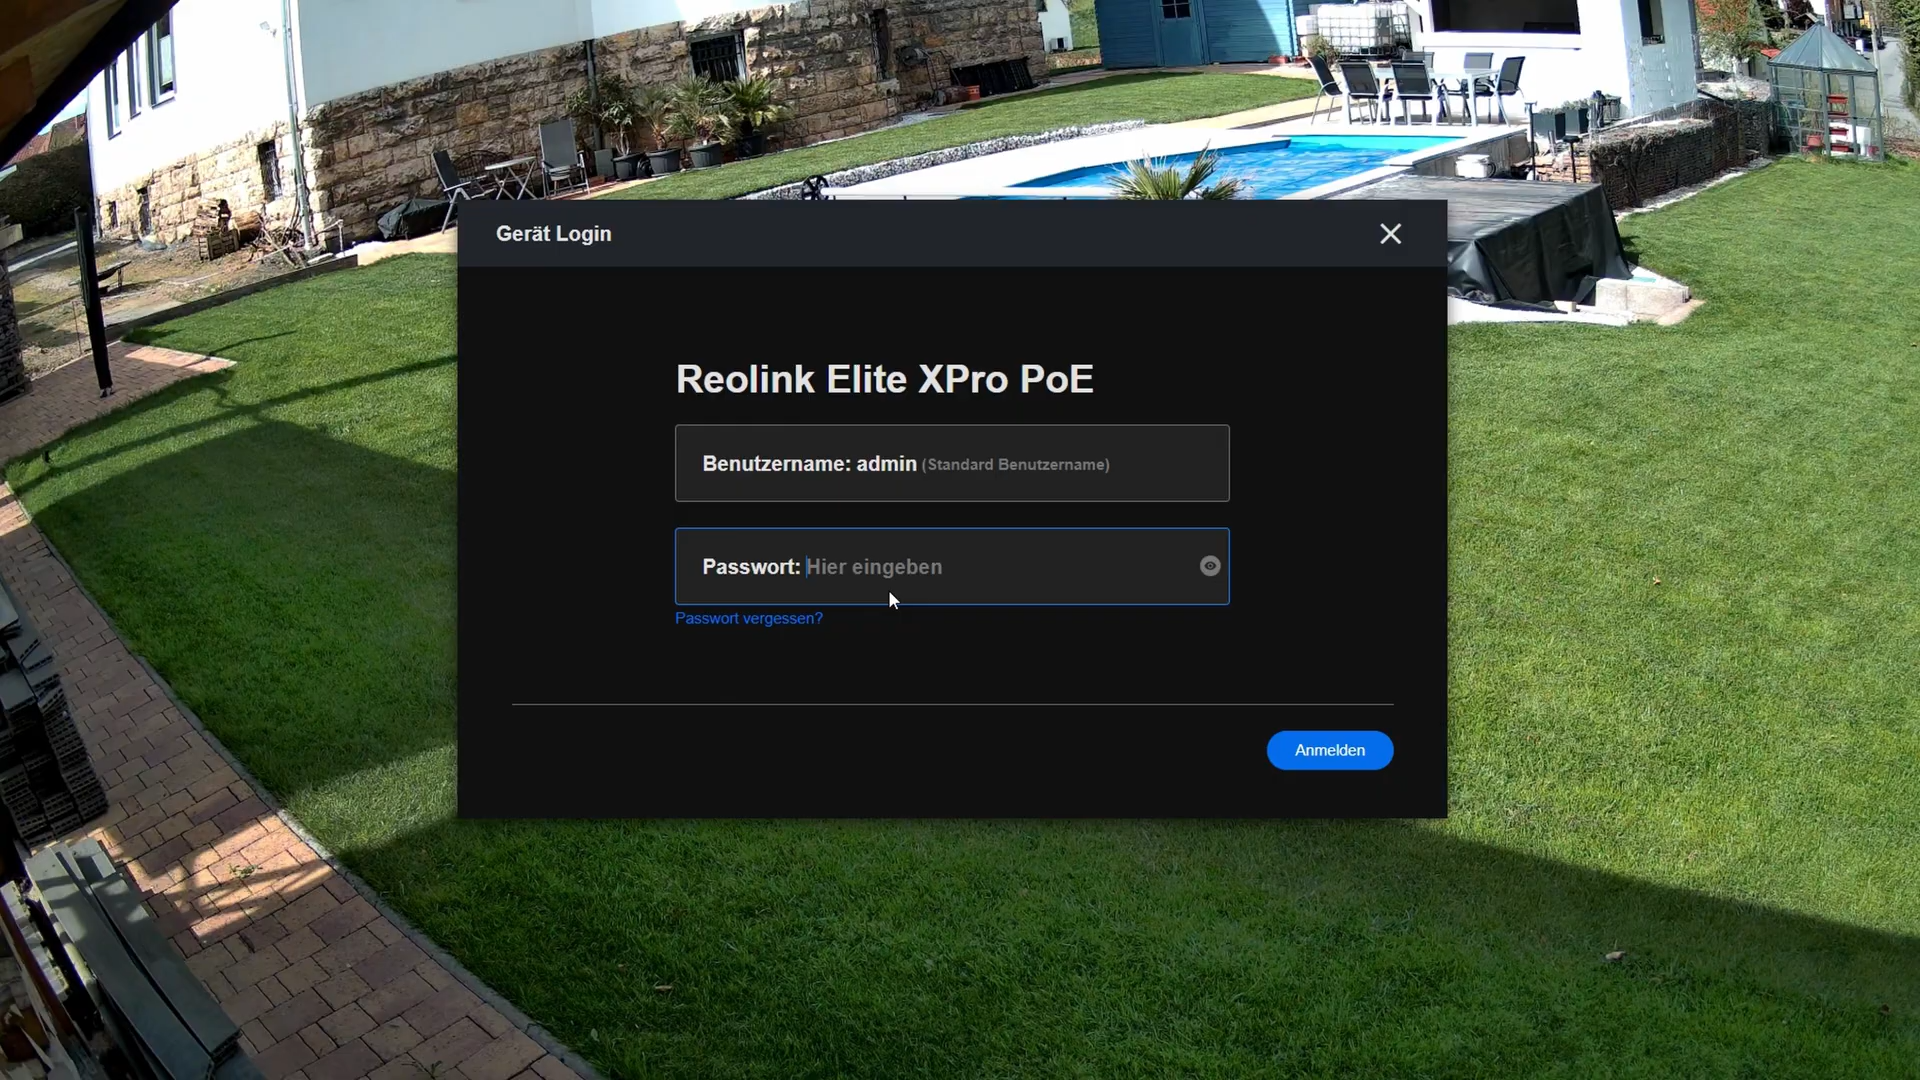 Gerät Login
Reolink Elite XPro PoE
Benutzername: admin (Standard Benutzername)
Passwort: Hier eingeben
Passwort vergessen?
Anmelden